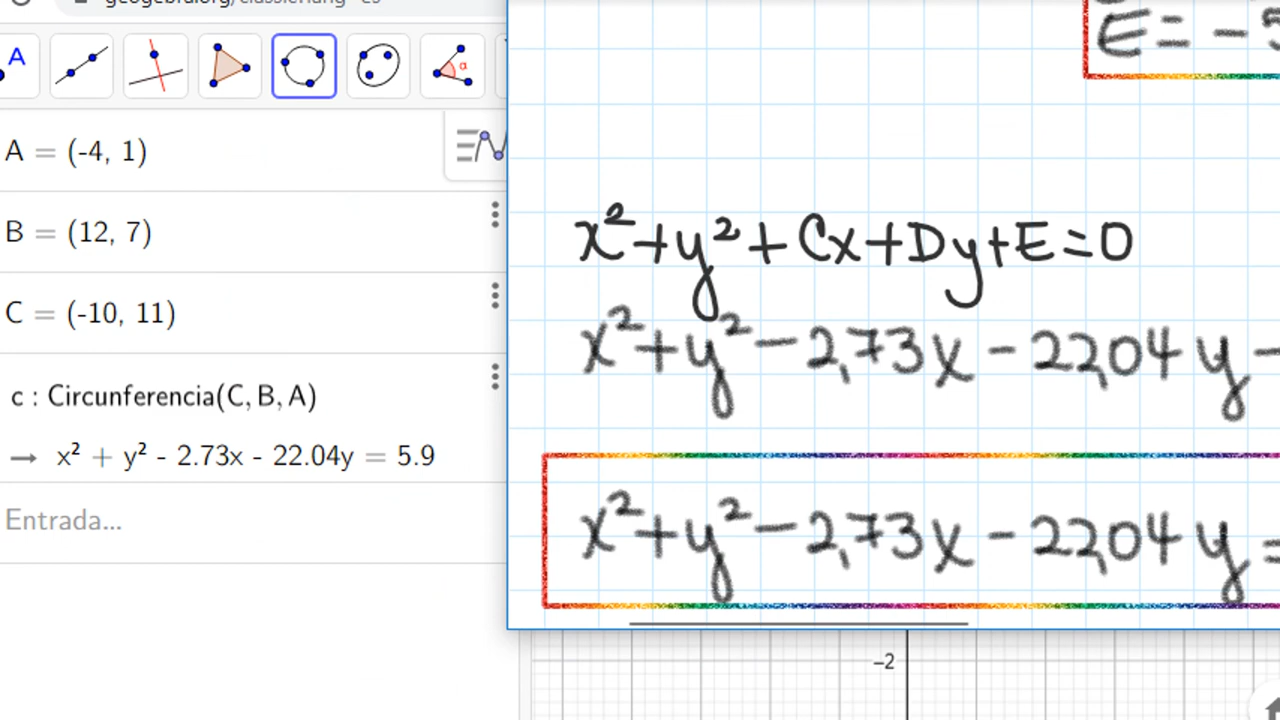 A
α
A = (-4, 1)
B = (12, 7)
C = (-10, 11)
c : Circunferencia(C, B, A)
→ x² + y² - 2.73x - 22.04y = 5.9
Entrada...
E = -5
x²+y²+Cx+Dy+E=0
x²+y²-2,73x-22,04y-
x²+y²-2,73x-22,04y=
-2